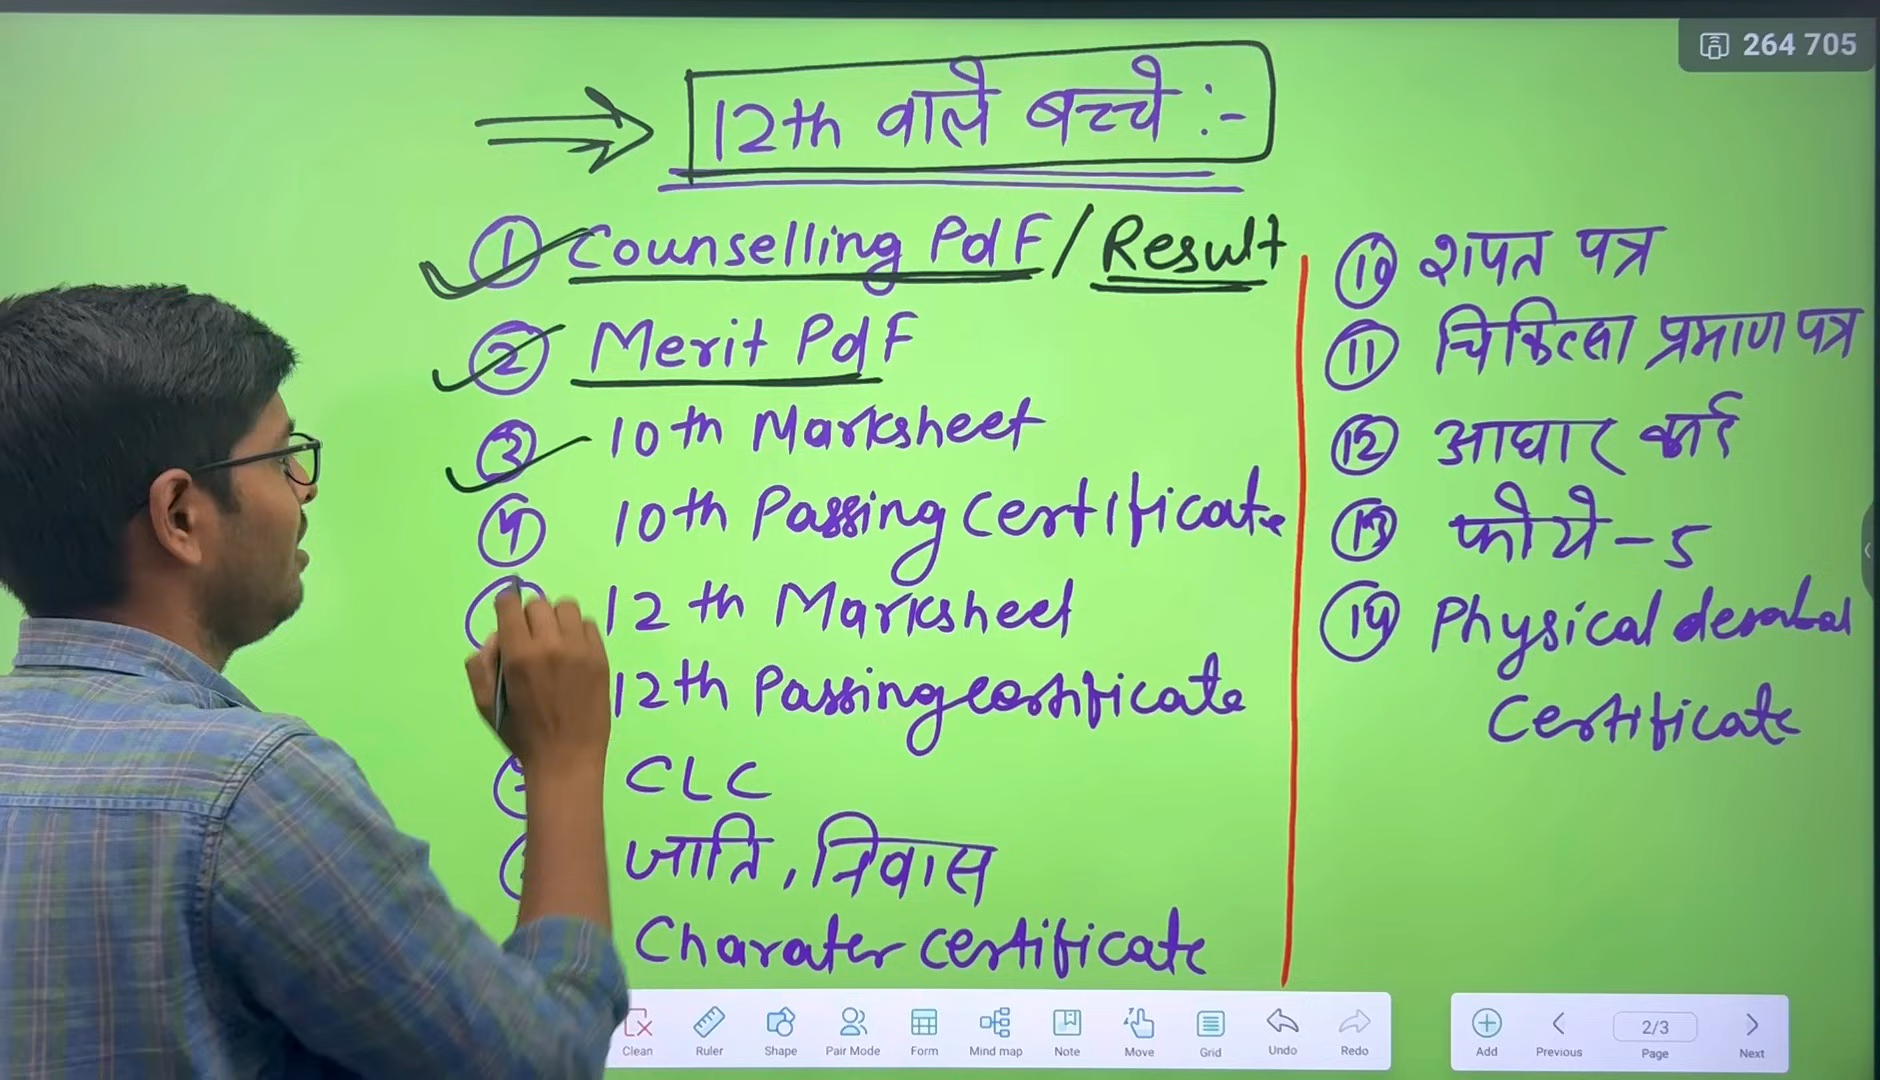 264 705
12th वाले बच्चे :-
① Counselling PdF / Result
② Merit PdF
③ 10th Marksheet
④ 10th Passing certificate
12th Marksheet
12th Passing certificate
CLC
जाति, निवास
Charater certificate
⑩ शपत पत्र
⑪ चिकित्सा प्रमाण पत्र
⑫ आधार कार्ड
⑬ फोटो - 5
⑭ Physical
Certificate
Clean
Ruler
Shape
Pair Mode
Form
Mind map
Note
Move
Grid
Undo
Redo
Add
Previous
2/3
Page
Next